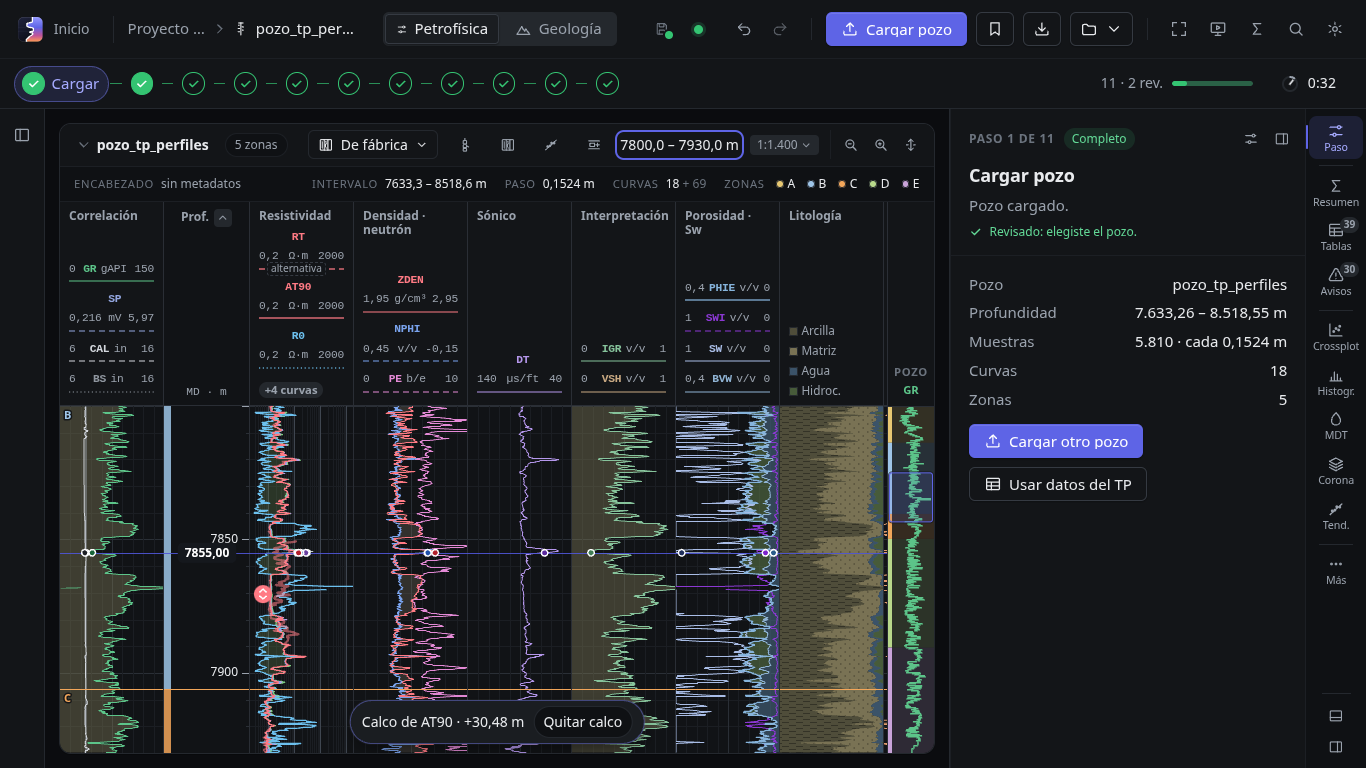 Inicio
Proyecto ...
pozo_tp_per...
Petrofísica
Geología
Cargar pozo
Cargar
11 · 2 rev.
0:32
pozo_tp_perfiles
5 zonas
De fábrica
7800,0 – 7930,0 m
1:1.400
ENCABEZADO sin metadatos
INTERVALO 7633,3 – 8518,6 m
PASO 0,1524 m
CURVAS 18 + 69
ZONAS A B C D E
Correlación
0 GR gAPI 150
SP
0,216 mV 5,97
6 CAL in 16
6 BS in 16
Prof.
MD · m
Resistividad
RT
0,2 Ω·m 2000
alternativa
AT90
0,2 Ω·m 2000
R0
0,2 Ω·m 2000
+4 curvas
Densidad ·
neutrón
ZDEN
1,95 g/cm³ 2,95
NPHI
0,45 v/v -0,15
0 PE b/e 10
Sónico
DT
140 µs/ft 40
Interpretación
0 IGR v/v 1
0 VSH v/v 1
Porosidad ·
Sw
0,4 PHIE v/v 0
1 SWI v/v 0
1 SW v/v 0
0,4 BVW v/v 0
Litología
Arcilla
Matriz
Agua
Hidroc.
POZO
GR
B
7850
7855,00
7900
C
Calco de AT90 · +30,48 m
Quitar calco
PASO 1 DE 11
Completo
Cargar pozo
Pozo cargado.
Revisado: elegiste el pozo.
Pozo pozo_tp_perfiles
Profundidad 7.633,26 – 8.518,55 m
Muestras 5.810 · cada 0,1524 m
Curvas 18
Zonas 5
Cargar otro pozo
Usar datos del TP
Paso
Resumen
39
Tablas
30
Avisos
Crossplot
Histogr.
MDT
Corona
Tend.
Más